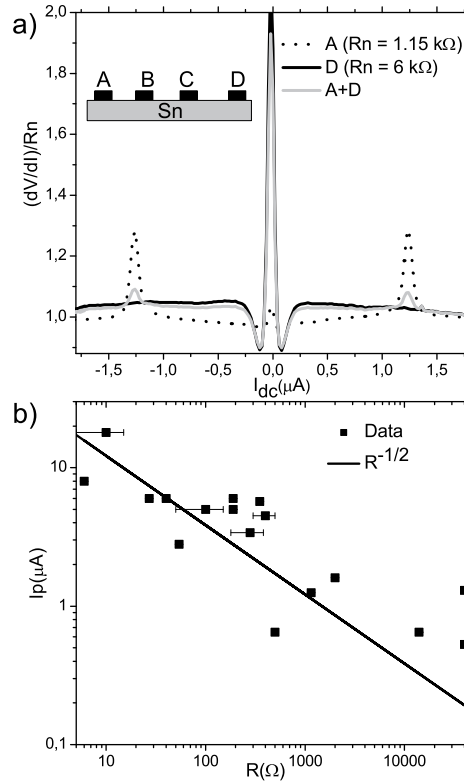 a)
2,0
1,8
1,6
1,4
1,2
1,0
(dV/dI)/Rn
A (Rn = 1.15 kΩ)
D (Rn = 6 kΩ)
A+D
A B C D
Sn
-1,5 -1,0 -0,5 0,0 0,5 1,0 1,5
Idc(μA)
b)
10
1
0,1
Ip(μA)
Data
R-1/2
10 100 1000 10000
R(Ω)